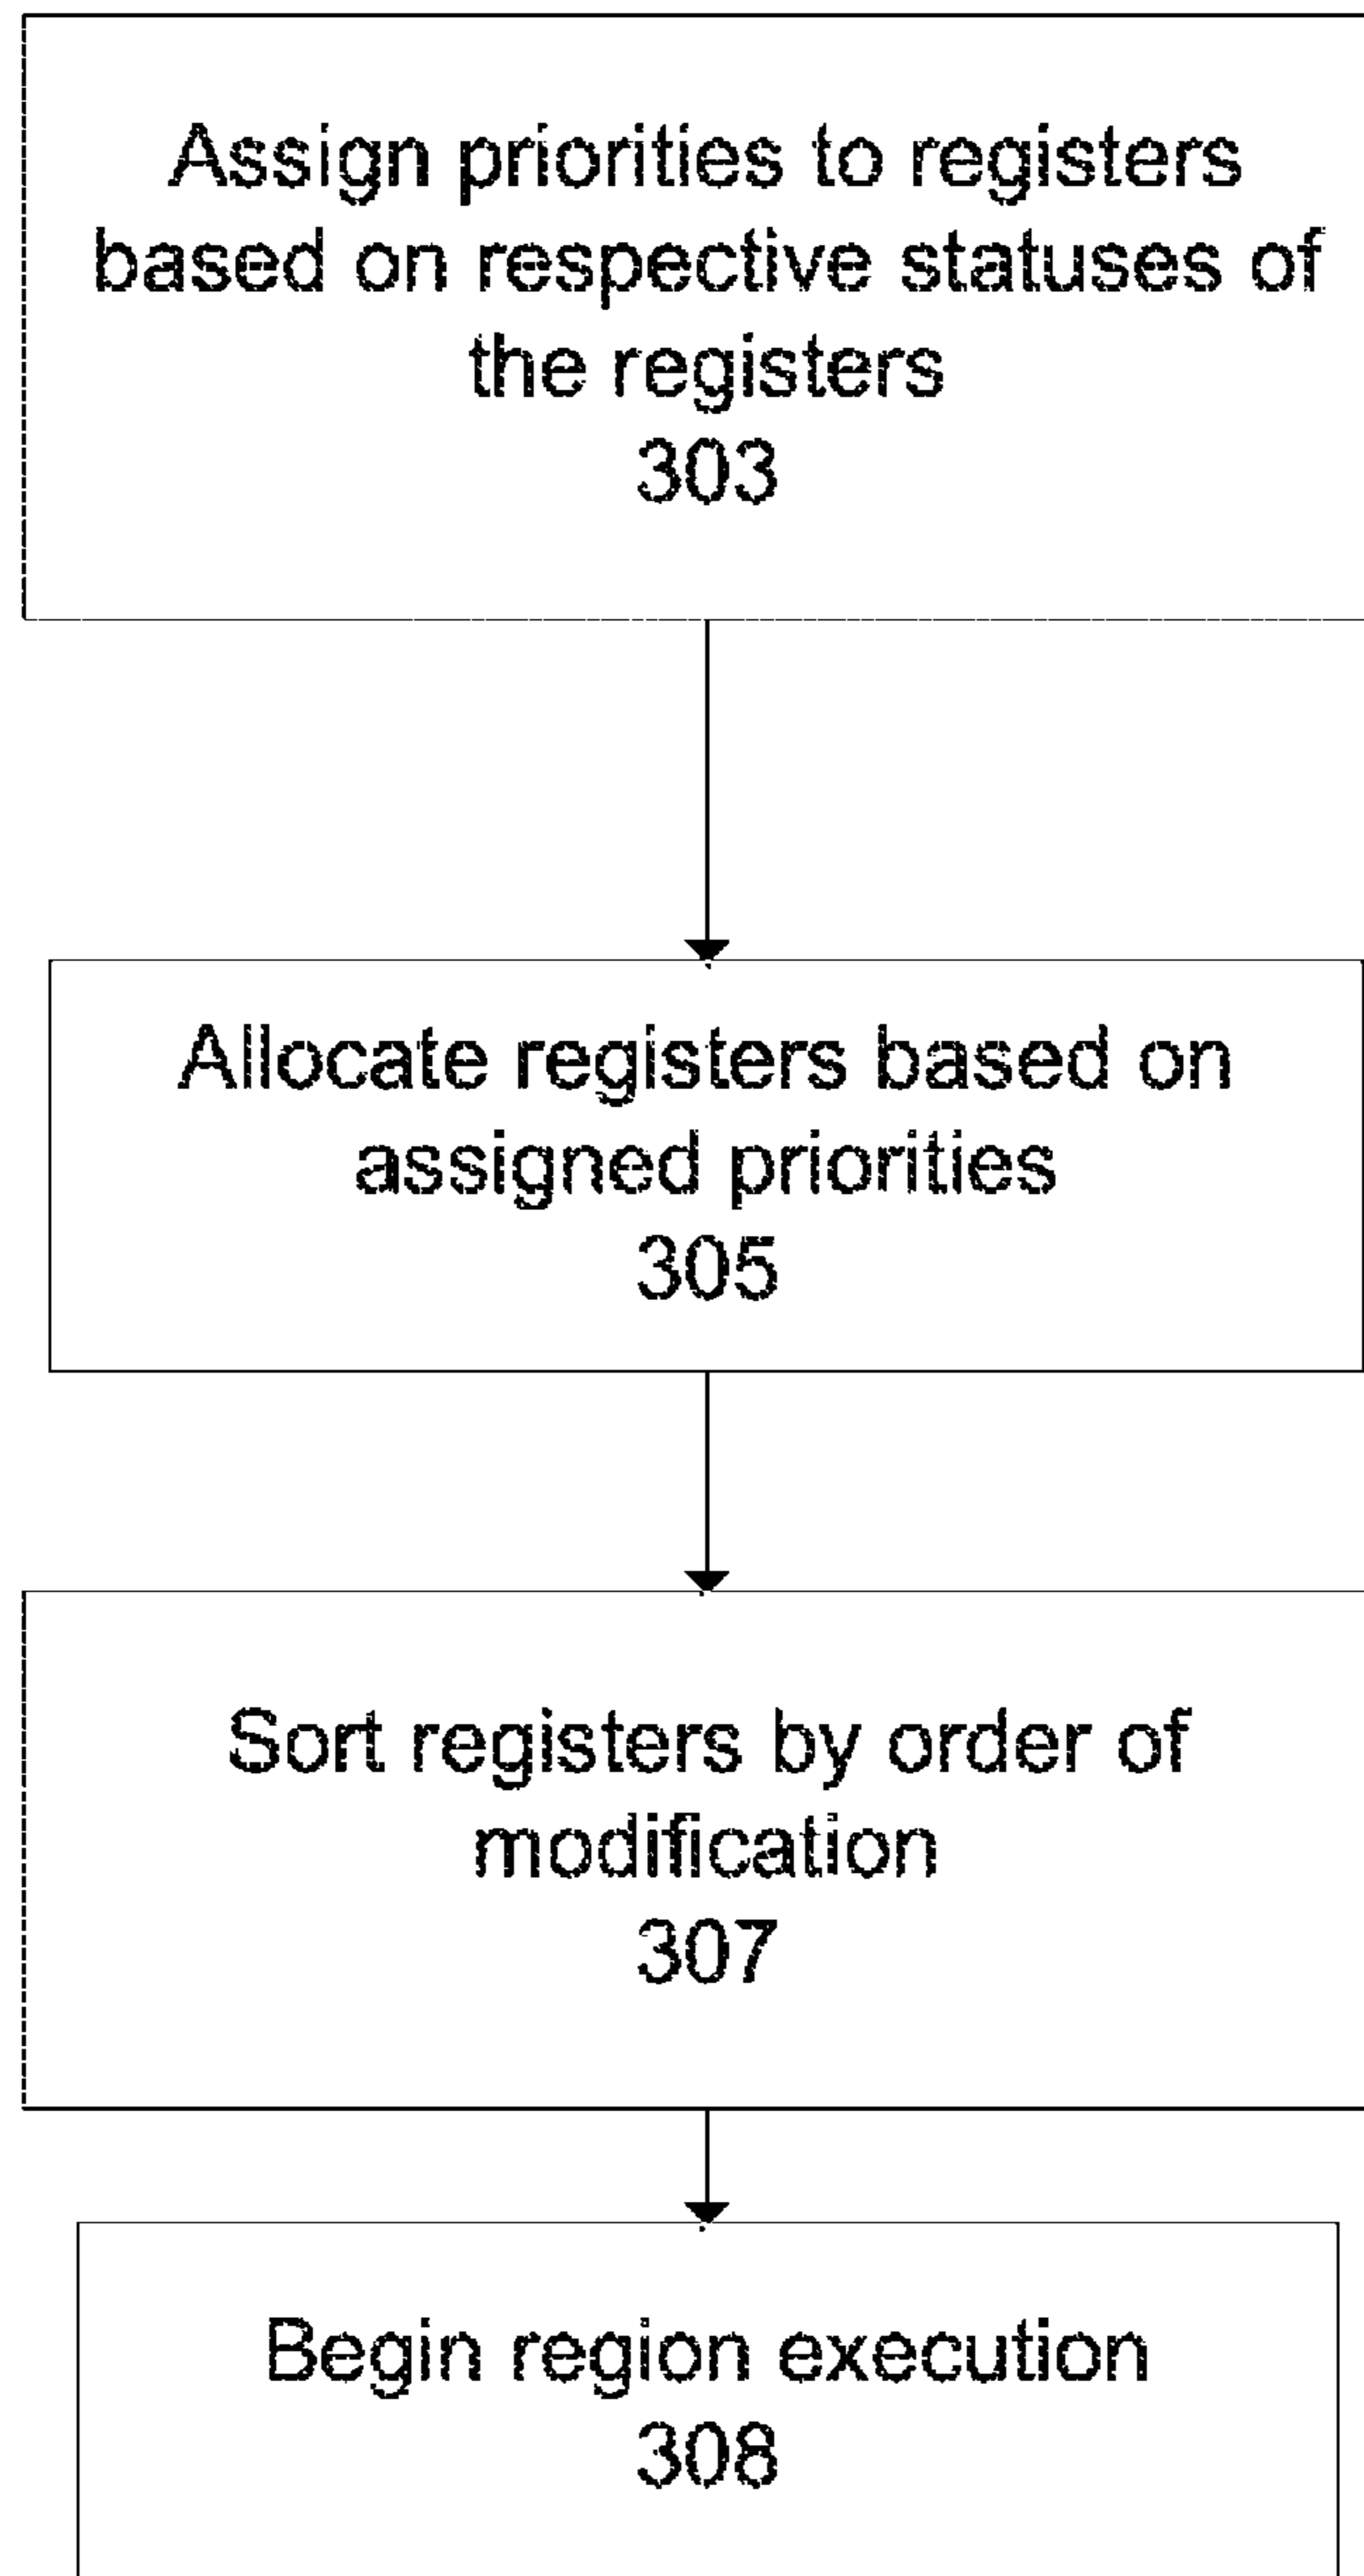 Assign priorities to registers
based on respective statuses of
the registers
303
Allocate registers based on
assigned priorities
305
Sort registers by order of
modification
307
Begin region execution
308